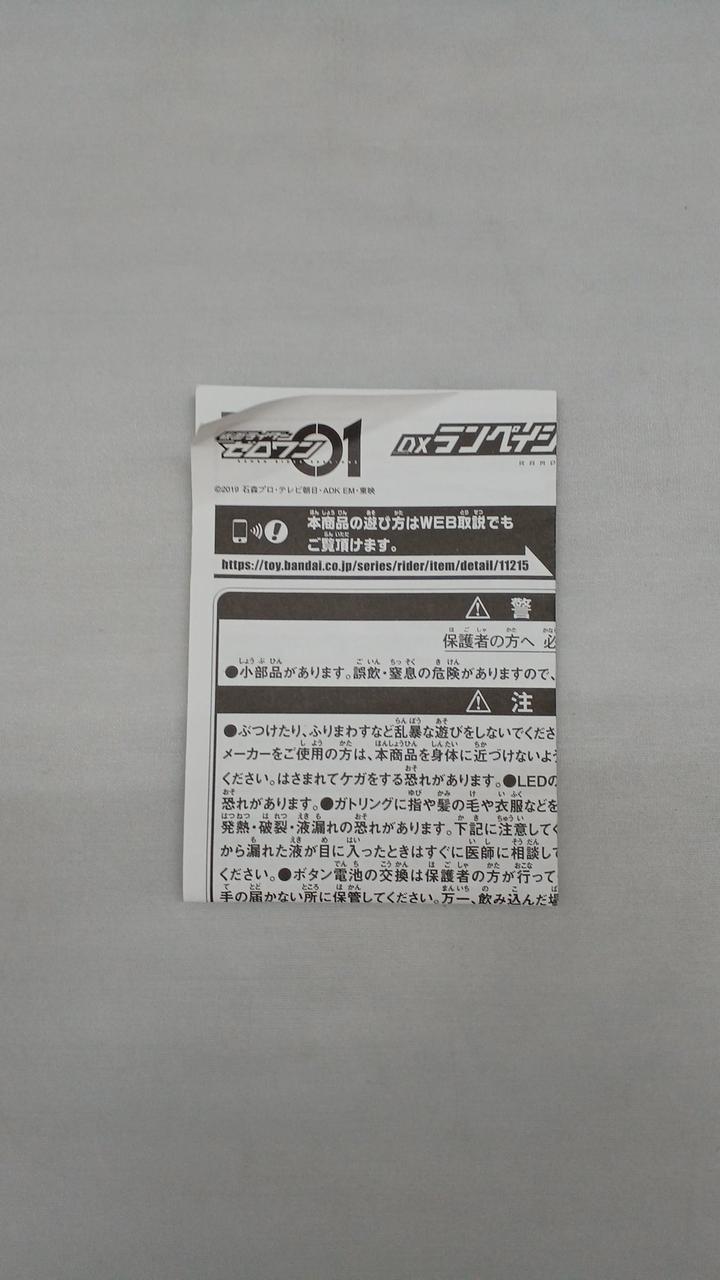 仮面ライダー
ゼロワン 01
DXランペイジ
RAMP
©2019 石森プロ・テレビ朝日・ADK EM・東映
本商品の遊び方はWEB取説でも
ご覧頂けます。
https://toy.bandai.co.jp/series/rider/item/detail/11215
警
保護者の方へ 必
●小部品があります。誤飲・窒息の危険がありますので、
注
●ぶつけたり、ふりまわすなど乱暴な遊びをしないでくださ
メーカーをご使用の方は、本商品を身体に近づけないよう
ください。はさまれてケガをする恐れがあります。●LEDの
恐れがあります。●ガトリングに指や髪の毛や衣服などを
発熱・破裂・液漏れの恐れがあります。下記に注意してく
から漏れた液が目に入ったときはすぐに医師に相談して
ください。●ボタン電池の交換は保護者の方が行って
手の届かない所に保管してください。万一、飲み込んだ場